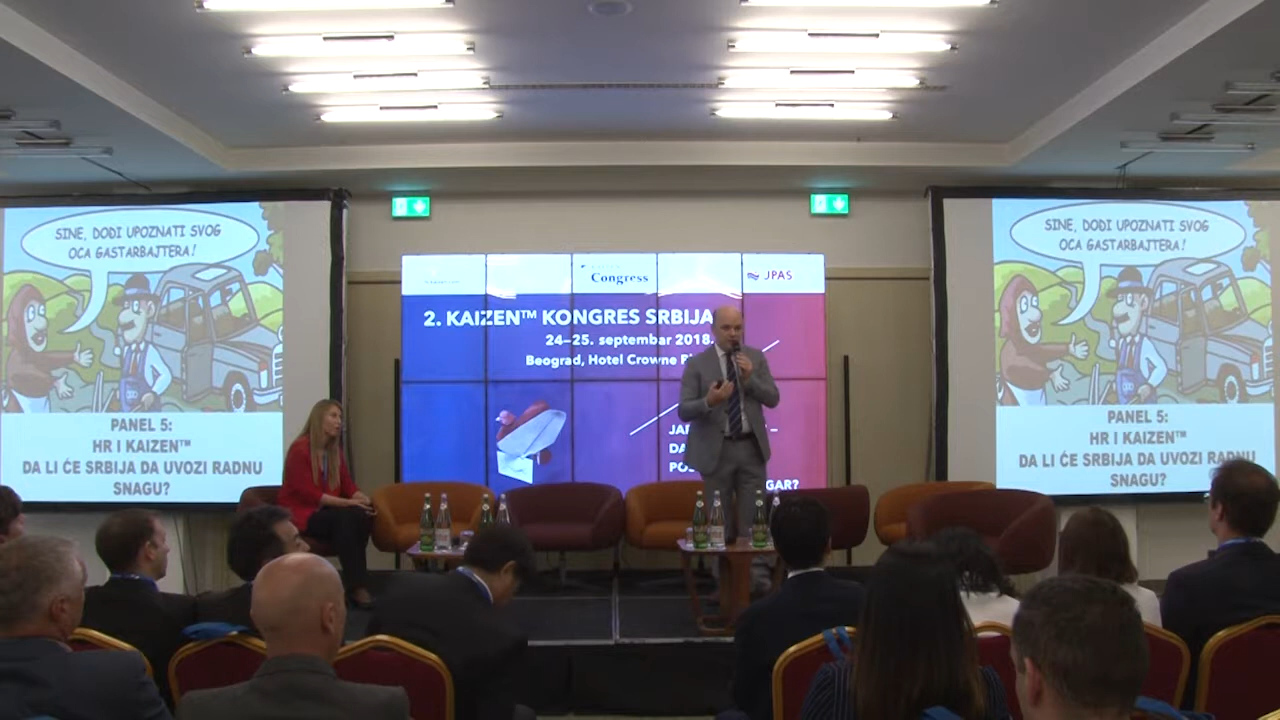 SINE, DOĐI UPOZNATI SVOG
OCA GASTARBAJTERA!
PANEL 5:
HR I KAIZEN™
DA LI ĆE SRBIJA DA UVOZI RADNU
SNAGU?
Congress
JPAS
2. KAIZEN™ KONGRES SRBIJA
24–25. septembar 2018.
Beograd, Hotel Crowne
SINE, DOĐI UPOZNATI SVOG
OCA GASTARBAJTERA!
PANEL 5:
HR I KAIZEN™
DA LI ĆE SRBIJA DA UVOZI RADNU
SNAGU?